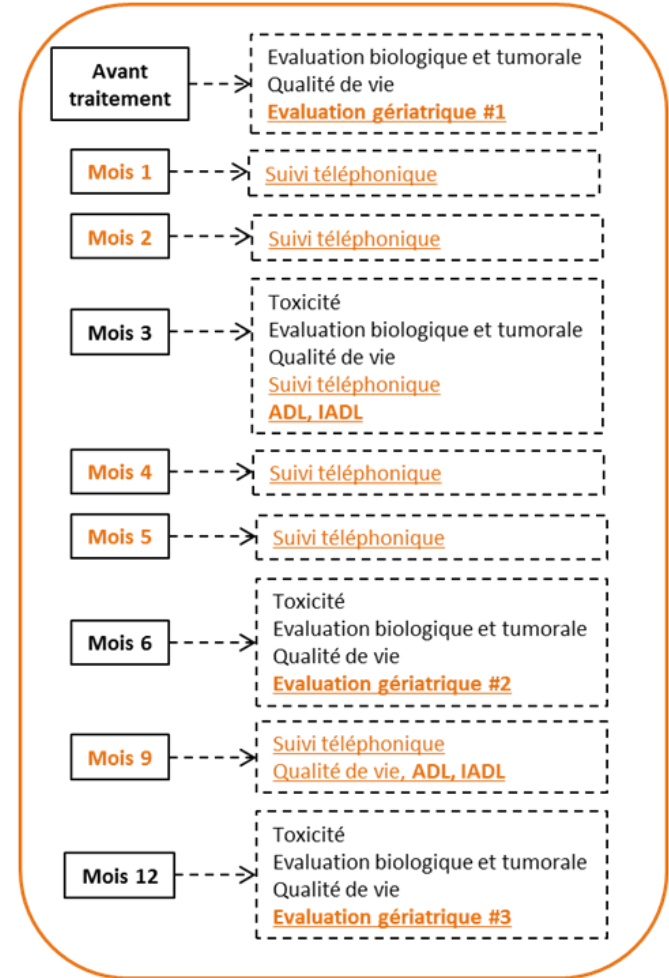 Avant
traitement
Evaluation biologique et tumorale
Qualité de vie
Evaluation gériatrique #1
Mois 1
Suivi téléphonique
Mois 2
Suivi téléphonique
Mois 3
Toxicité
Evaluation biologique et tumorale
Qualité de vie
Suivi téléphonique
ADL, IADL
Mois 4
Suivi téléphonique
Mois 5
Suivi téléphonique
Mois 6
Toxicité
Evaluation biologique et tumorale
Qualité de vie
Evaluation gériatrique #2
Mois 9
Suivi téléphonique
Qualité de vie, ADL, IADL
Mois 12
Toxicité
Evaluation biologique et tumorale
Qualité de vie
Evaluation gériatrique #3